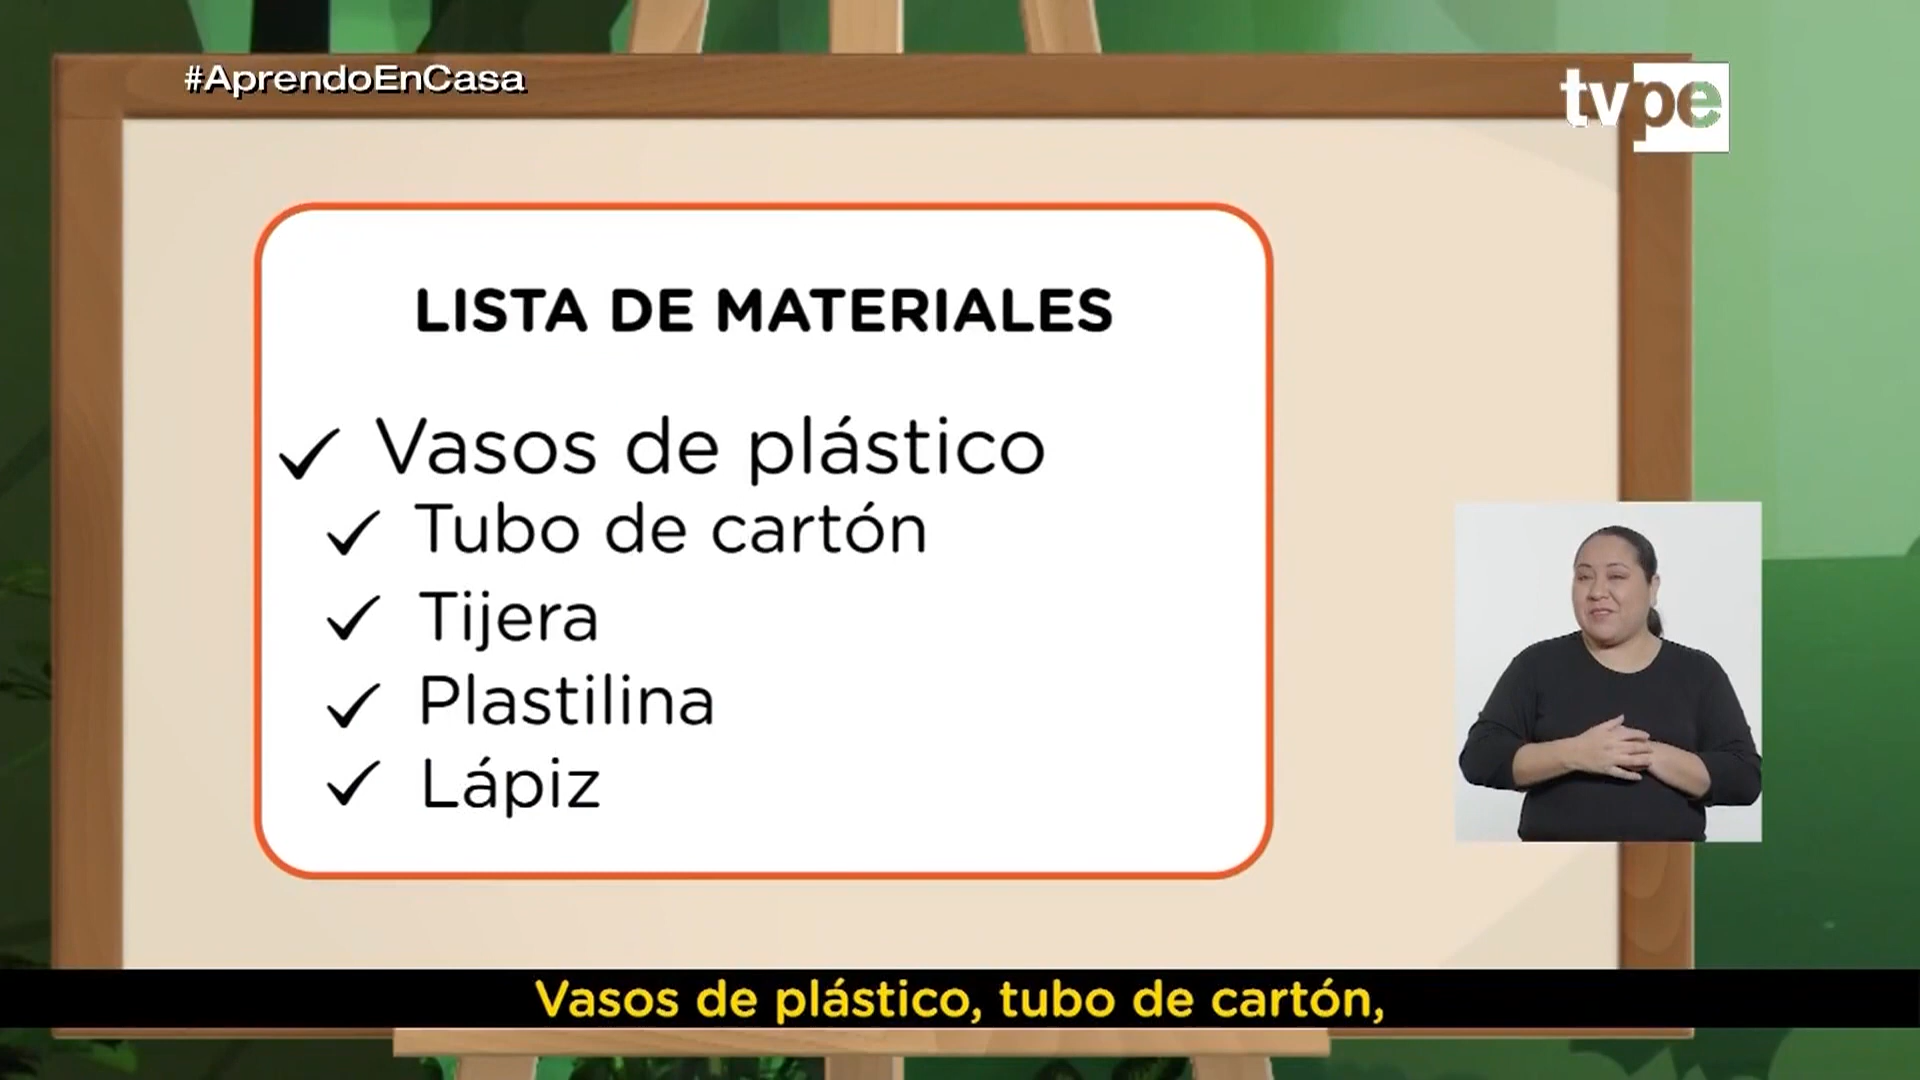 #AprendoEnCasa
tvpe
LISTA DE MATERIALES
✓ Vasos de plástico
✓ Tubo de cartón
✓ Tijera
✓ Plastilina
✓ Lápiz
Vasos de plástico, tubo de cartón,